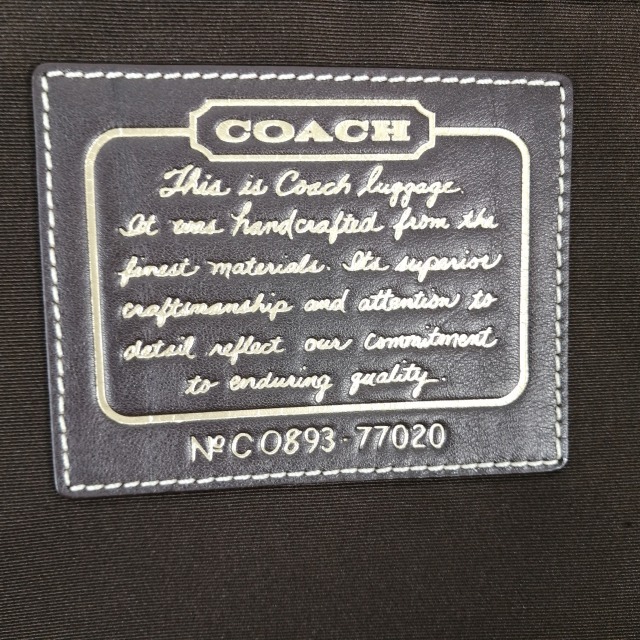 COACH
This is Coach luggage.
It was handcrafted from the
finest materials. Its superior
craftsmanship and attention to
detail reflect our commitment
to enduring quality.
NºCO893-77020